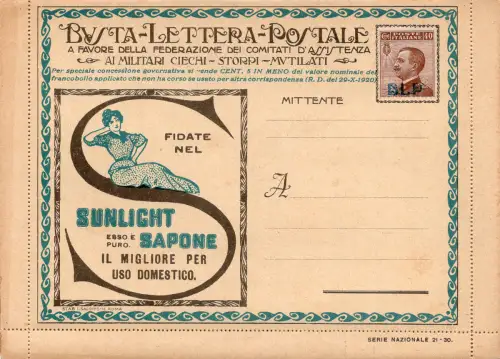 BUSTA-LETTERA-POSTALE
A FAVORE DELLA FEDERAZIONE DEI COMITATI D'ASSISTENZA
AI MILITARI CIECHI - STORPI - MUTILATI
Per speciale concessione governativa si vende CENT. 5 IN MENO del valore nominale del
francobollo applicato che non ha corso se usato per altra corrispondenza (R. D. del 29-X-1920)
POSTE ITALIANE
40
B.L.P.
MITTENTE
FIDATE
NEL
S
SUNLIGHT
ESSO È
PURO.
SAPONE
IL MIGLIORE PER
USO DOMESTICO.
A
SERIE NAZIONALE 21-30.